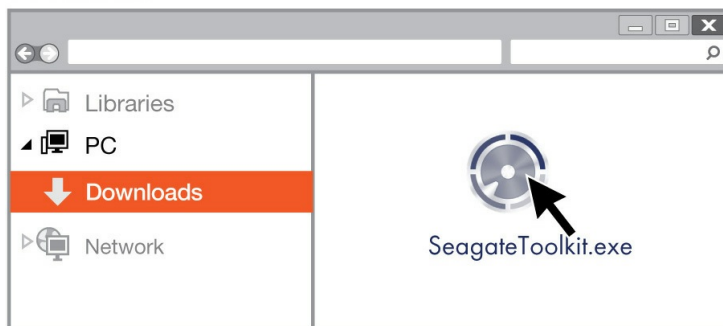 Libraries
PC
Downloads
Network
SeagateToolkit.exe